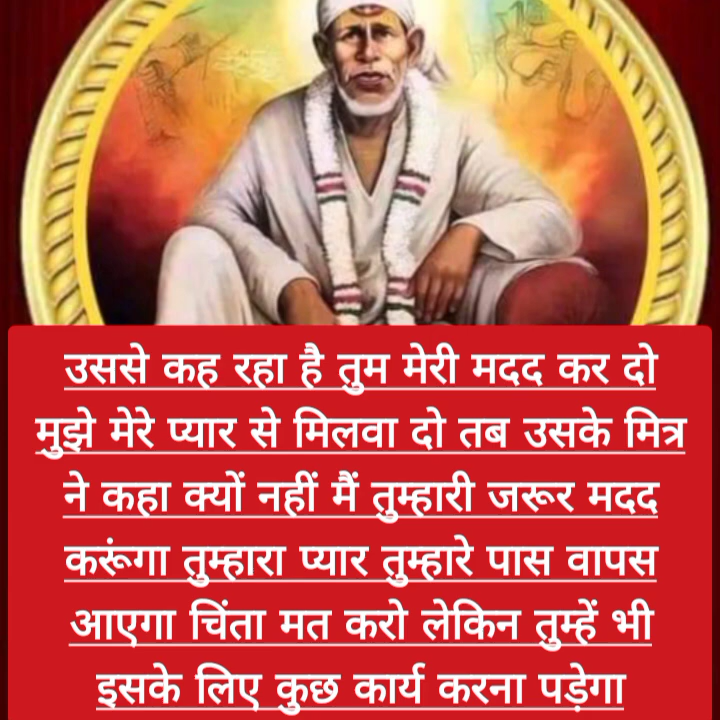 उससे कह रहा है तुम मेरी मदद कर दो
मुझे मेरे प्यार से मिलवा दो तब उसके मित्र
ने कहा क्यों नहीं मैं तुम्हारी जरूर मदद
करूंगा तुम्हारा प्यार तुम्हारे पास वापस
आएगा चिंता मत करो लेकिन तुम्हें भी
इसके लिए कुछ कार्य करना पड़ेगा